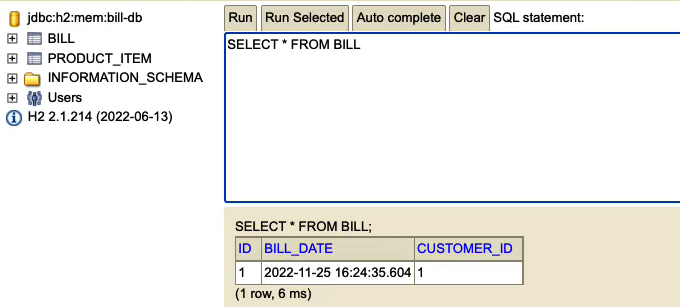 jdbc:h2:mem:bill-db
BILL
PRODUCT_ITEM
INFORMATION_SCHEMA
Users
H2 2.1.214 (2022-06-13)
Run Run Selected Auto complete Clear SQL statement:
SELECT * FROM BILL
SELECT * FROM BILL;
ID BILL_DATE CUSTOMER_ID
1 2022-11-25 16:24:35.604 1
(1 row, 6 ms)